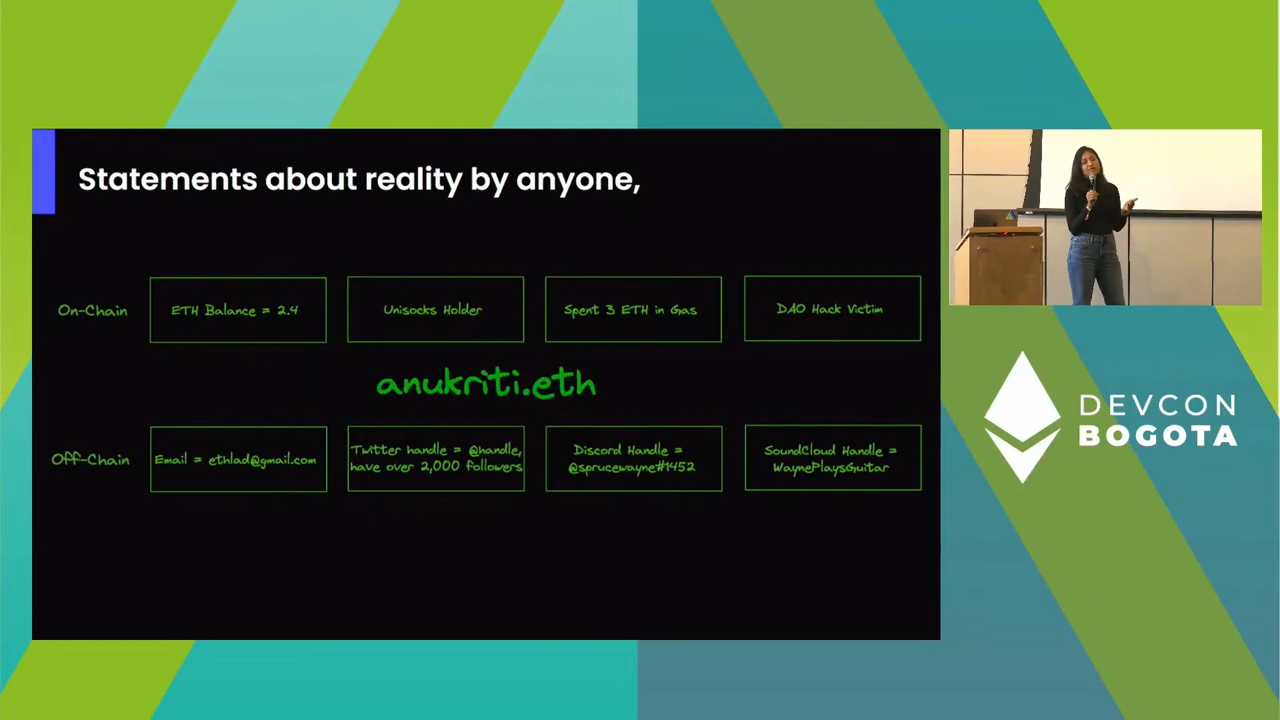 Statements about reality by anyone,
On-Chain
ETH Balance = 2.4
Unisocks Holder
Spent 3 ETH in Gas
DAO Hack Victim
anukriti.eth
Off-Chain
Email = ethlad@gmail.com
Twitter handle = @handle,
have over 2,000 followers
Discord Handle =
@sprucewayne#1452
SoundCloud Handle =
WaynePlaysGuitar
DEVCON
BOGOTA